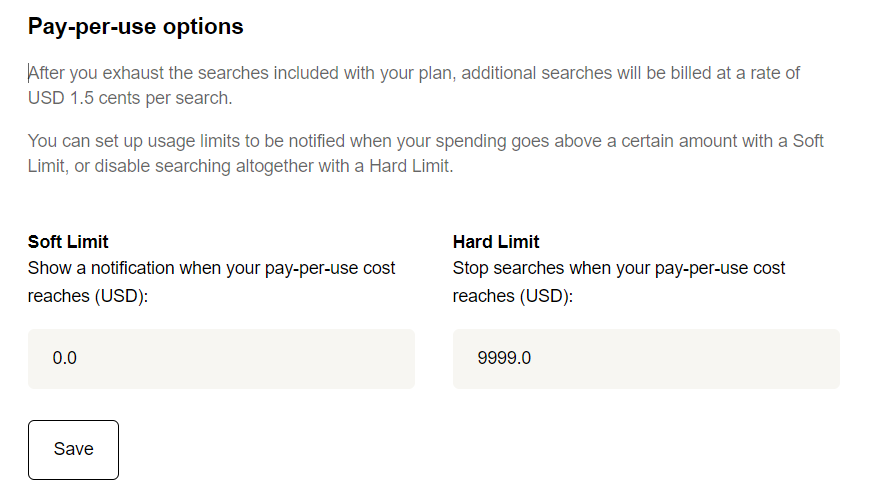 Pay-per-use options
After you exhaust the searches included with your plan, additional searches will be billed at a rate of
USD 1.5 cents per search.
You can set up usage limits to be notified when your spending goes above a certain amount with a Soft
Limit, or disable searching altogether with a Hard Limit.
Soft Limit
Show a notification when your pay-per-use cost
reaches (USD):
0.0
Hard Limit
Stop searches when your pay-per-use cost
reaches (USD):
9999.0
Save